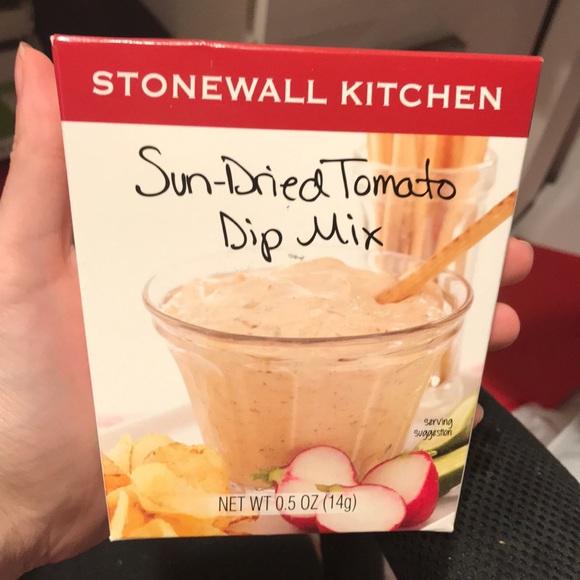 STONEWALL KITCHEN
Sun-Dried Tomato
Dip Mix
serving
suggestion
NET WT 0.5 OZ (14g)